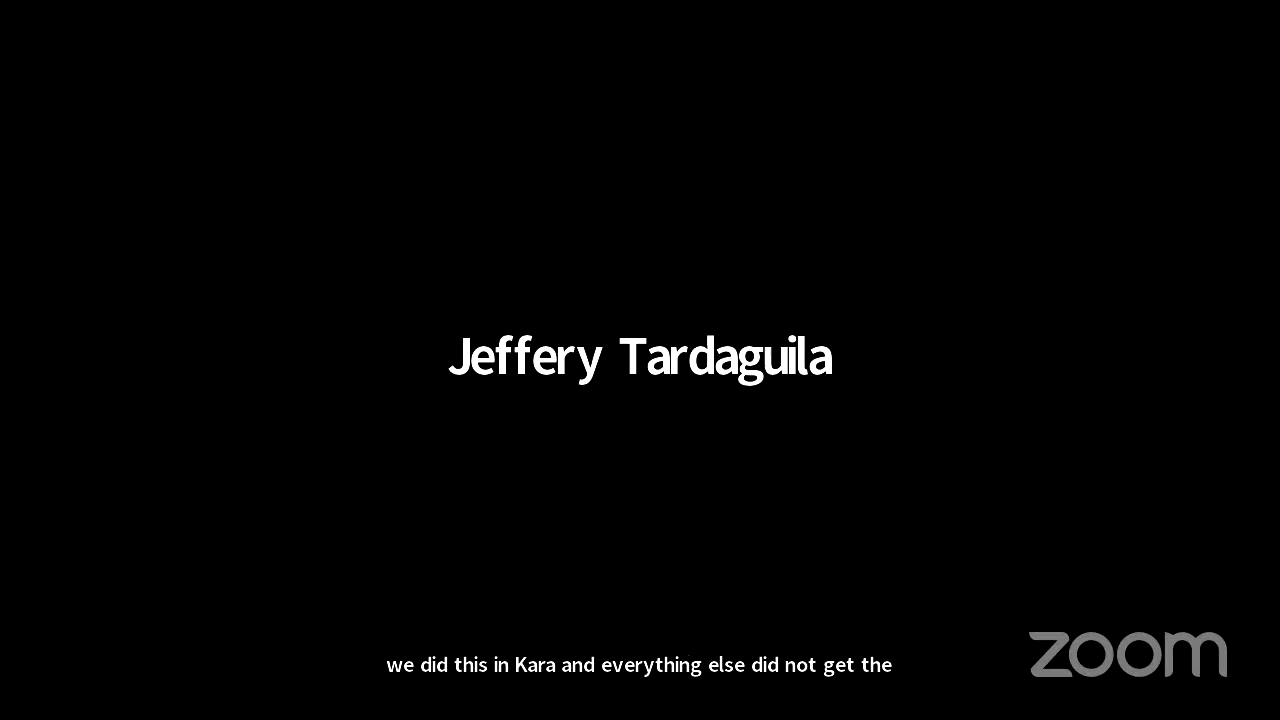 Jeffery Tardaguila
we did this in Kara and everything else did not get the
zoom